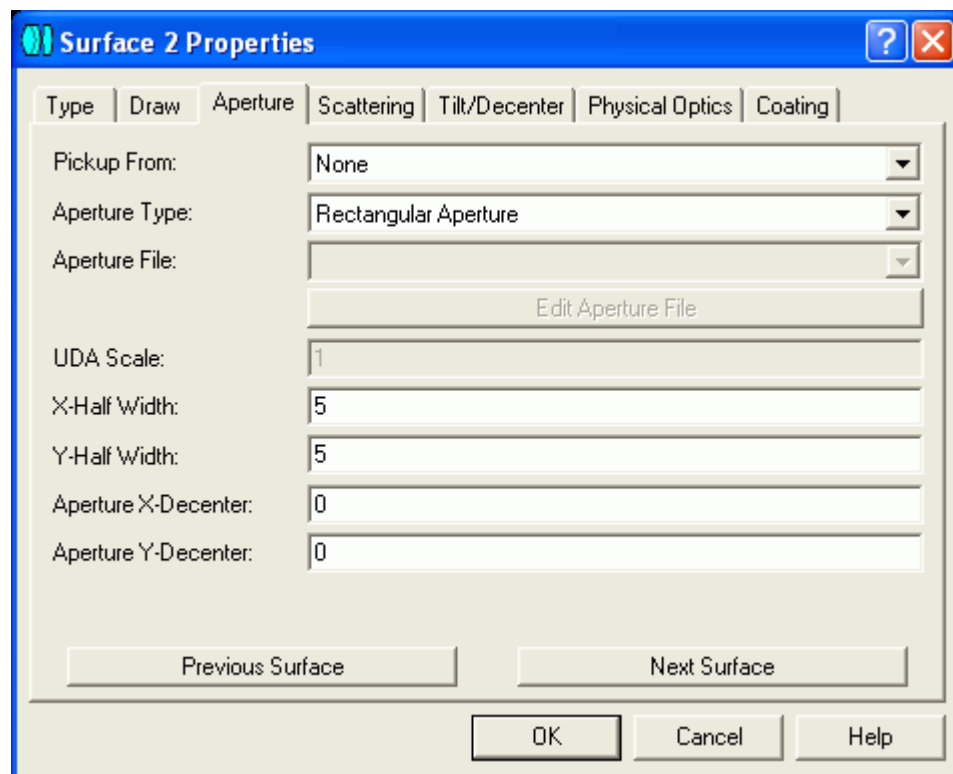 Surface 2 Properties
Type Draw Aperture Scattering Tilt/Decenter Physical Optics Coating
Pickup From: None
Aperture Type: Rectangular Aperture
Aperture File:
Edit Aperture File
UDA Scale: 1
X-Half Width: 5
Y-Half Width: 5
Aperture X-Decenter: 0
Aperture Y-Decenter: 0
Previous Surface Next Surface
OK Cancel Help